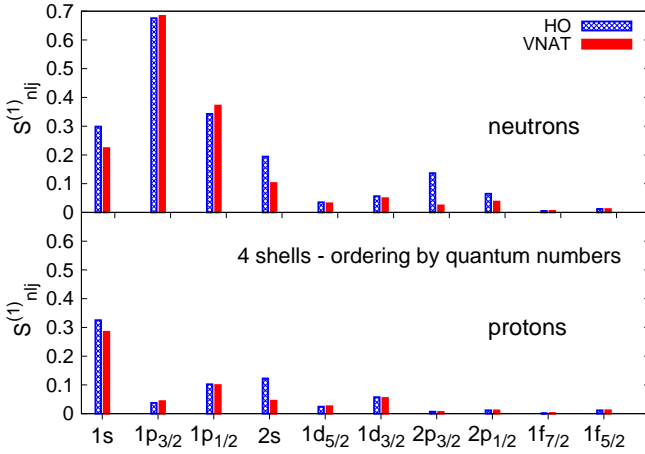 0.7
0.6
0.5
0.4
0.3
0.2
0.1
0
S(1)nlj
HO
VNAT
neutrons
0.6
0.5
0.4
0.3
0.2
0.1
0
S(1)nlj
4 shells - ordering by quantum numbers
protons
1s 1p3/2 1p1/2 2s 1d5/2 1d3/2 2p3/2 2p1/2 1f7/2 1f5/2